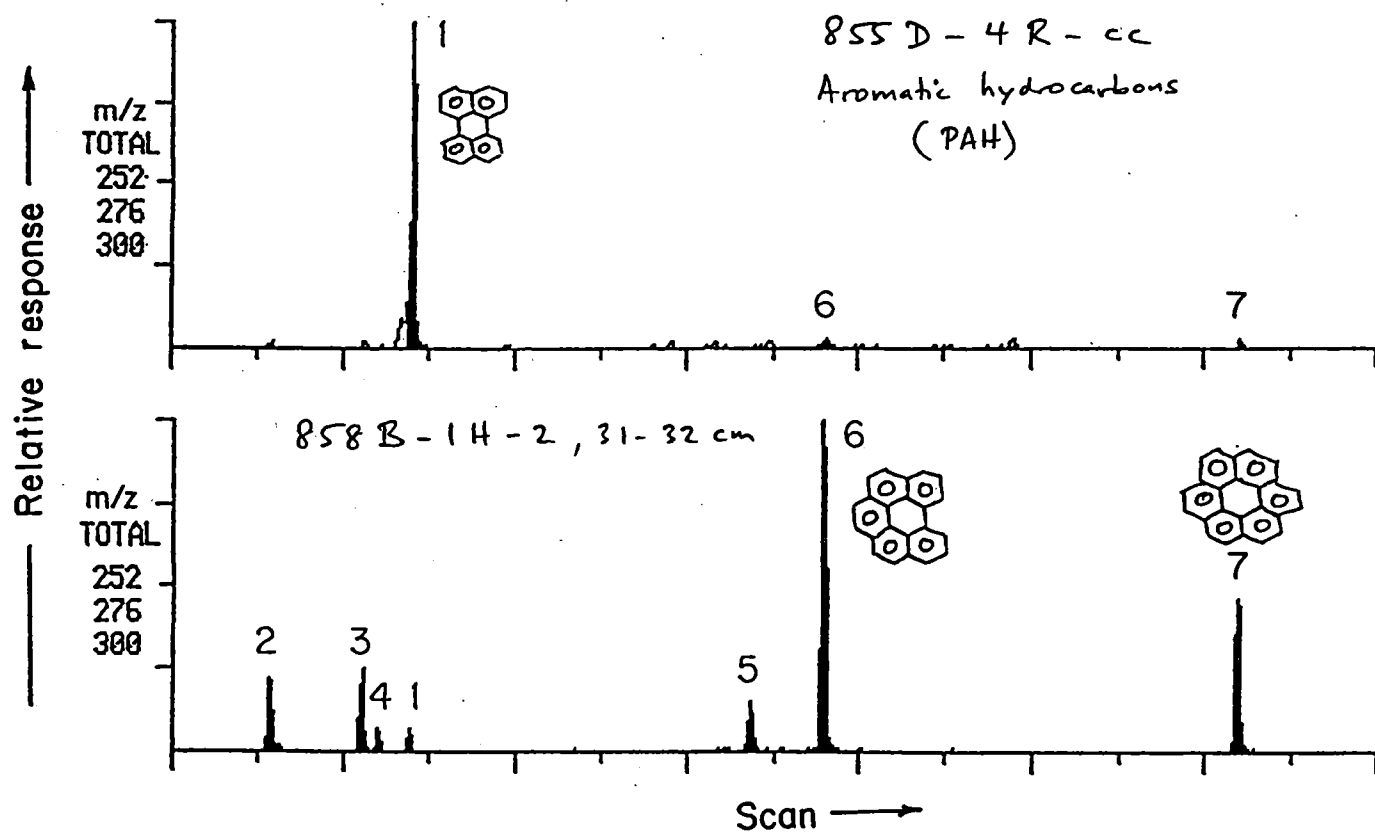 855 D - 4 R - cc
Aromatic hydrocarbons
(PAH)
1
m/z
TOTAL
252
276
300
6
7
Relative response
858 B - 1 H - 2, 31 - 32 cm
6
m/z
TOTAL
252
276
300
2
3
4
1
5
7
Scan